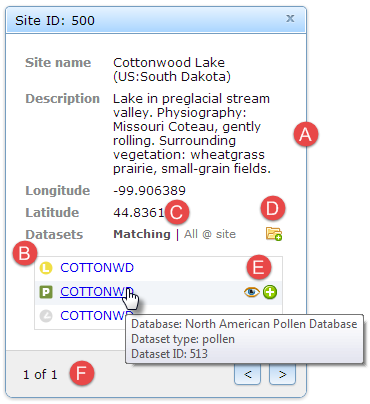 Site ID: 500 x
Site name Cottonwood Lake
(US:South Dakota)
Description Lake in preglacial stream
valley. Physiography:
Missouri Coteau, gently
rolling. Surrounding
vegetation: wheatgrass
prairie, small-grain fields.
A
Longitude -99.906389
Latitude 44.8361
C
D
Datasets Matching | All @ site
B
E
L COTTONWD
P COTTONWD
COTTONWD
Database: North American Pollen Database
Dataset type: pollen
Dataset ID: 513
1 of 1 F < >